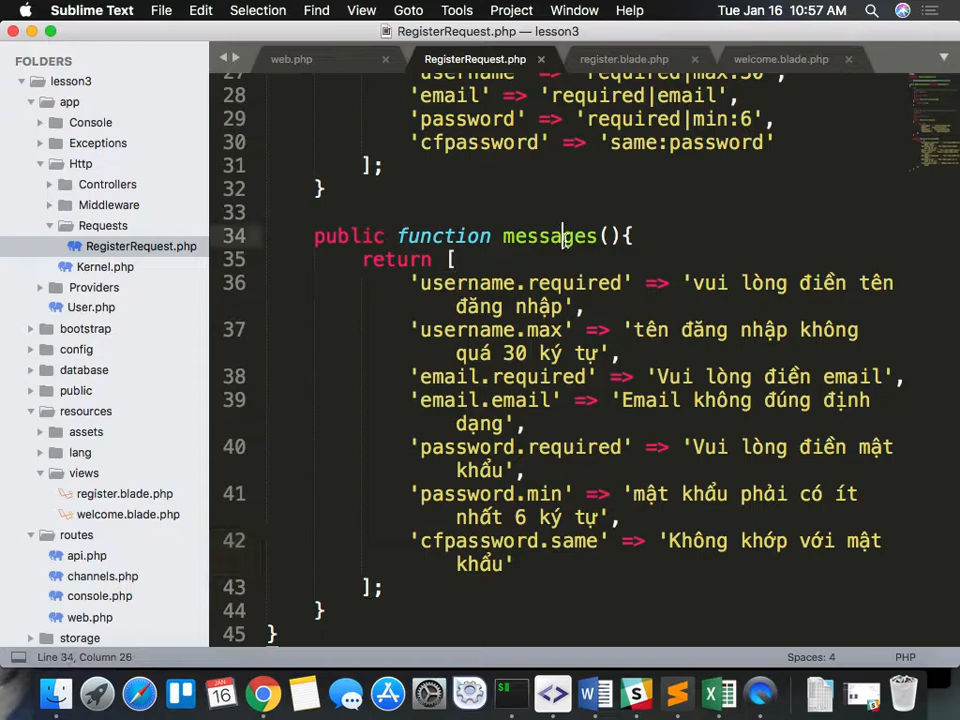 Sublime Text File Edit Selection Find View Goto Tools Project Window Help Tue Jan 16 10:57 AM
RegisterRequest.php — lesson3
FOLDERS
lesson3
app
Console
Exceptions
Http
Controllers
Middleware
Requests
RegisterRequest.php
Kernel.php
Providers
User.php
bootstrap
config
database
public
resources
assets
lang
views
register.blade.php
welcome.blade.php
routes
api.php
channels.php
console.php
web.php
storage
web.php RegisterRequest.php register.blade.php welcome.blade.php
27 'username' => 'required|max:30',
28 'email' => 'required|email',
29 'password' => 'required|min:6',
30 'cfpassword' => 'same:password'
31 ];
32 }
33
34 public function messages(){
35 return [
36 'username.required' => 'vui lòng điền tên
đăng nhập',
37 'username.max' => 'tên đăng nhập không
quá 30 ký tự',
38 'email.required' => 'Vui lòng điền email',
39 'email.email' => 'Email không đúng định
dạng',
40 'password.required' => 'Vui lòng điền mật
khẩu',
41 'password.min' => 'mật khẩu phải có ít
nhất 6 ký tự',
42 'cfpassword.same' => 'Không khớp với mật
khẩu'
43 ];
44 }
45 }
Line 34, Column 26 Spaces: 4 PHP